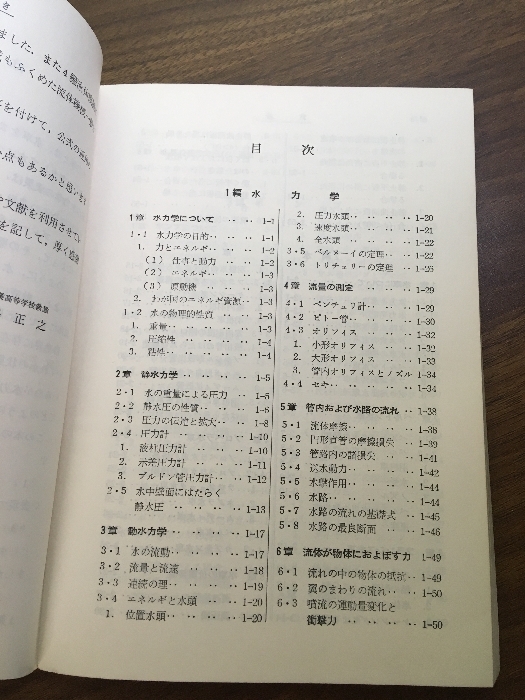 目 次
1編 水 力 学
1章 水力学について ‥‥ 1-1
1・1 水力学の目的‥‥ 1-1
1. 力とエネルギ‥‥‥ 1-2
(1) 仕事と動力‥‥ 1-2
(2) エネルギ‥‥‥ 1-2
(3) 原動機‥‥‥‥ 1-2
2. わが国のエネルギ資源‥ 1-3
1・2 水の物理的性質‥‥ 1-3
1. 重量‥‥‥‥‥‥ 1-4
2. 圧縮性‥‥‥‥‥ 1-4
3. 粘性‥‥‥‥‥‥ 1-4
2章 静水力学‥‥‥‥ 1-5
2・1 水の重量による圧力 ‥ 1-5
2・2 静水圧の性質‥‥‥ 1-6
2・3 圧力の伝達と拡大‥‥ 1-8
2・4 圧力計‥‥‥‥‥ 1-10
1. 液柱圧力計‥‥‥‥ 1-10
2. 示差圧力計‥‥‥‥ 1-11
3. ブルドン管圧力計‥‥ 1-12
2・5 水中壁面にはたらく
静水圧 ‥‥‥‥ 1-13
3章 動水力学‥‥‥‥ 1-17
3・1 水の流動‥‥‥‥ 1-17
3・2 流量と流速‥‥‥ 1-18
3・3 連続の理‥‥‥‥ 1-19
3・4 エネルギと水頭 ‥‥ 1-20
1. 位置水頭‥‥‥‥ 1-20
2. 圧力水頭‥‥‥‥ 1-20
3. 速度水頭‥‥‥‥ 1-21
4. 全水頭‥‥‥‥‥ 1-22
3・5 ベルヌーイの定理‥‥ 1-22
3・6 トリチェリーの定理 ‥ 1-26
4章 流量の測定‥‥‥ 1-29
4・1 ベンチュリ計‥‥‥ 1-29
4・2 ピトー管‥‥‥‥ 1-30
4・3 オリフィス‥‥‥ 1-32
1. 小形オリフィス‥‥ 1-32
2. 大形オリフィス‥‥ 1-33
3. 管内オリフィスとノズル 1-34
4・4 セキ‥‥‥‥‥ 1-34
5章 管内および水路の流れ ‥ 1-38
5・1 流体摩擦‥‥‥‥ 1-38
5・2 円形直管の摩擦損失 ‥ 1-39
5・3 管路内の諸損失 ‥‥ 1-41
5・4 送水動力‥‥‥‥ 1-42
5・5 水撃作用‥‥‥‥ 1-44
5・6 水路‥‥‥‥‥ 1-44
5・7 水路の流れの基礎式 ‥ 1-45
5・8 水路の最良断面 ‥‥ 1-46
6章 流体が物体におよぼす力 1-49
6・1 流れの中の物体の抵抗‥ 1-49
6・2 翼のまわりの流れ‥‥ 1-50
6・3 噴流の運動量変化と
衝撃力 ‥‥‥‥ 1-50